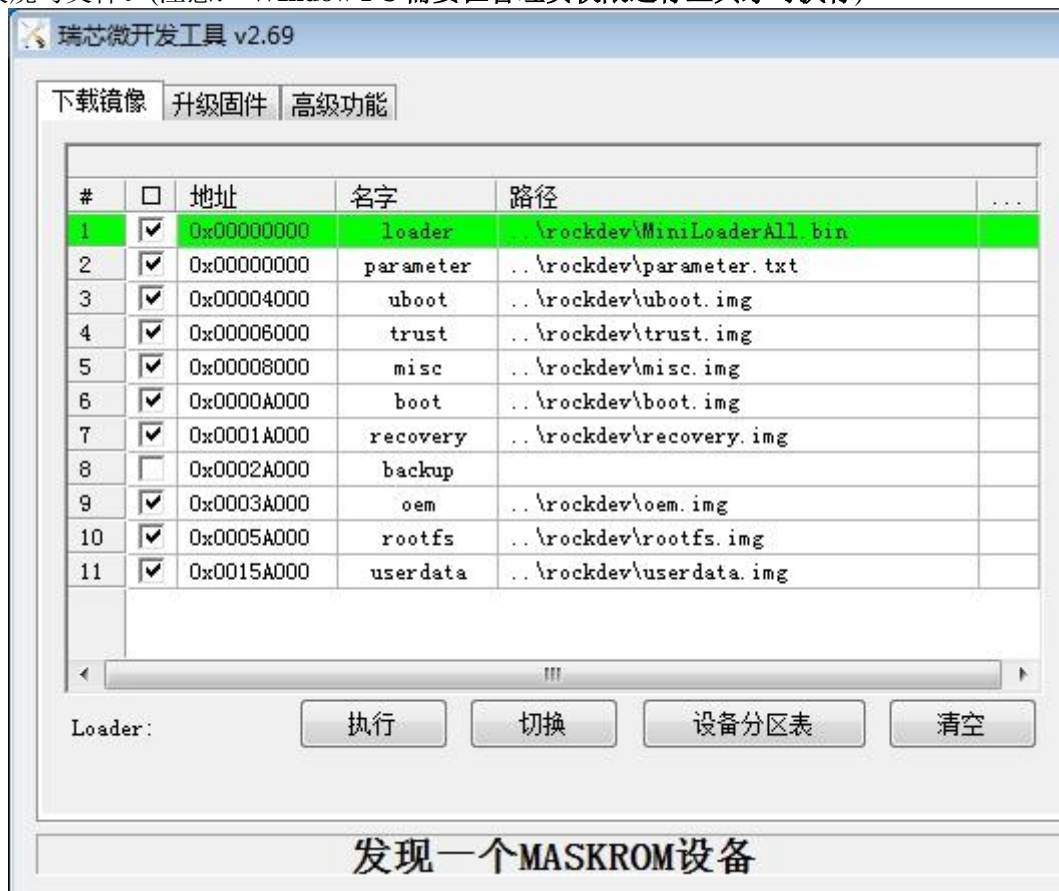 瑞芯微开发工具 v2.69
下载镜像 升级固件 高级功能
# 地址 名字 路径 ...
1 0x00000000 loader ..\rockdev\MiniLoaderAll.bin
2 0x00000000 parameter ..\rockdev\parameter.txt
3 0x00004000 uboot ..\rockdev\uboot.img
4 0x00006000 trust ..\rockdev\trust.img
5 0x00008000 misc ..\rockdev\misc.img
6 0x0000A000 boot ..\rockdev\boot.img
7 0x0001A000 recovery ..\rockdev\recovery.img
8 0x0002A000 backup
9 0x0003A000 oem ..\rockdev\oem.img
10 0x0005A000 rootfs ..\rockdev\rootfs.img
11 0x0015A000 userdata ..\rockdev\userdata.img
Loader: 执行 切换 设备分区表 清空
发现一个MASKROM设备